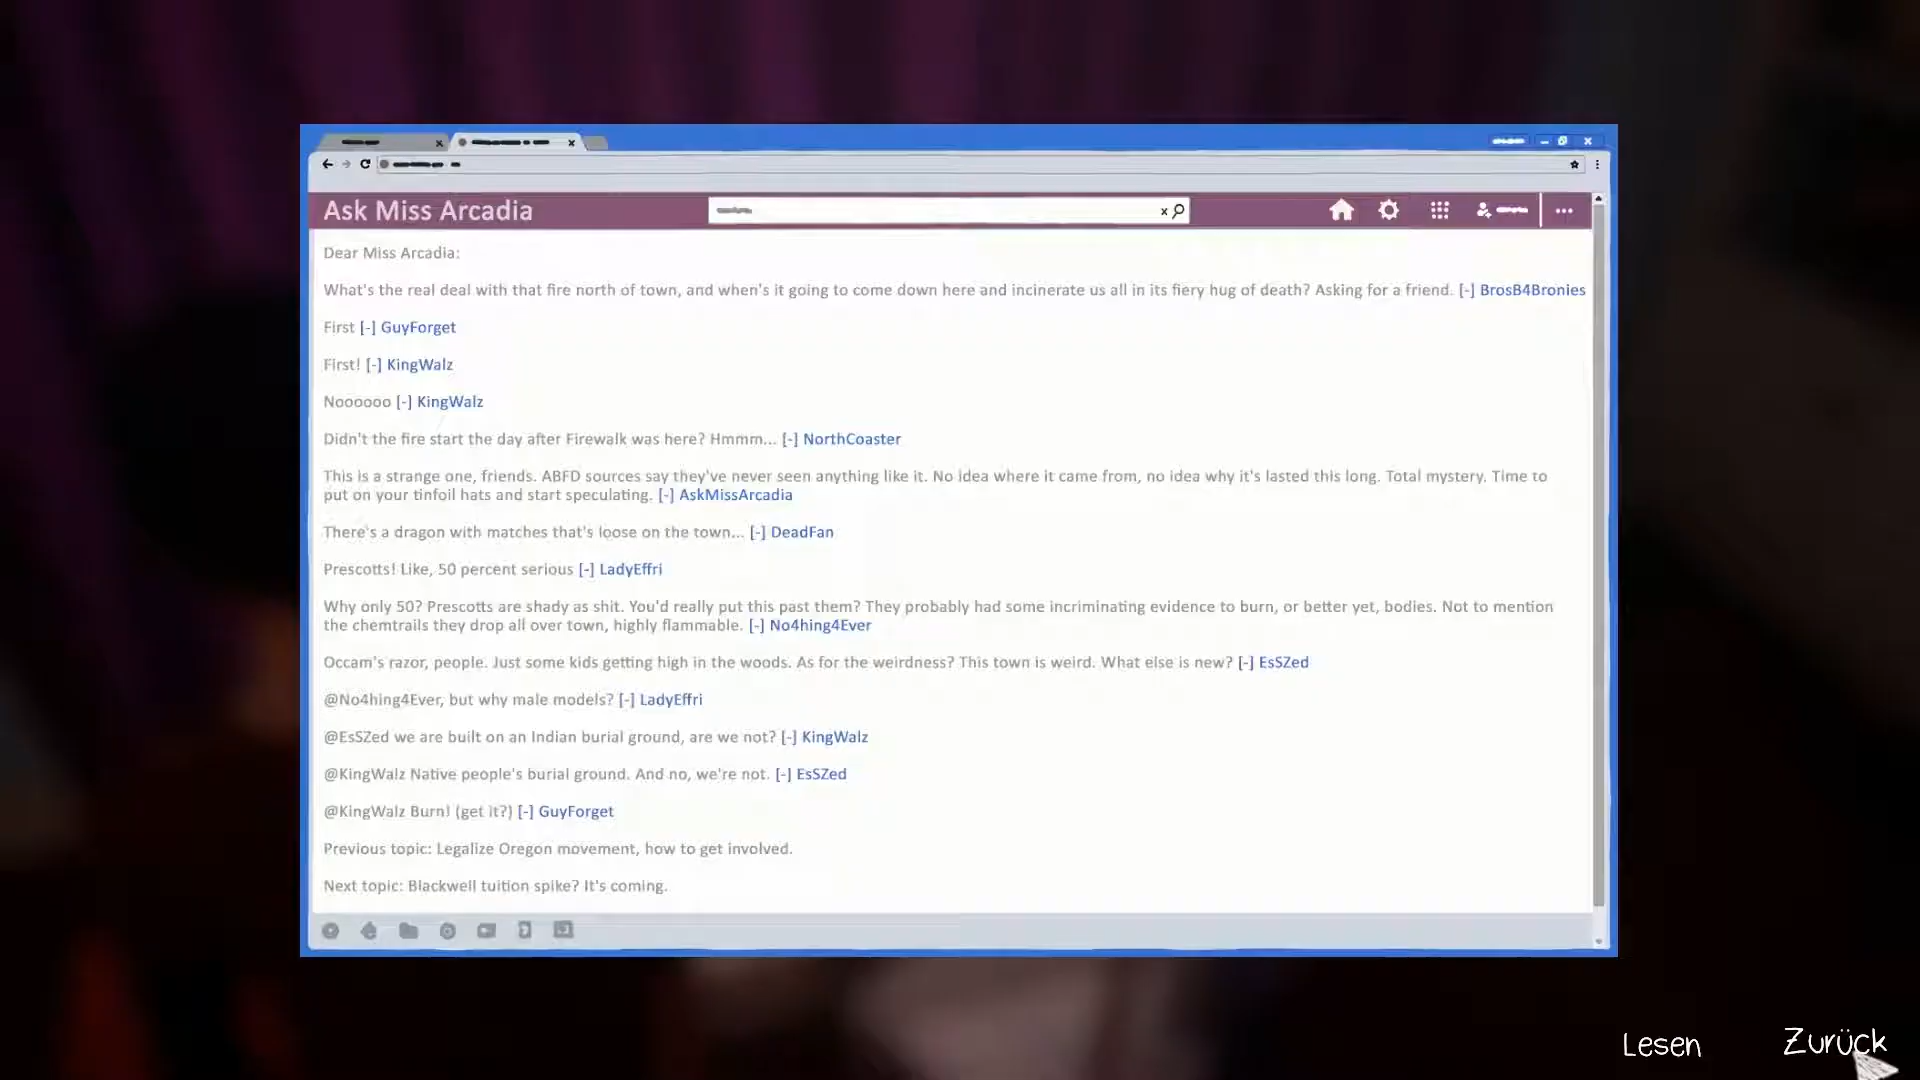 Ask Miss Arcadia
Dear Miss Arcadia:
What's the real deal with that fire north of town, and when's it going to come down here and incinerate us all in its fiery hug of death? Asking for a friend. [-] BrosB4Bronies
First [-] GuyForget
First! [-] KingWalz
Noooooo [-] KingWalz
Didn't the fire start the day after Firewalk was here? Hmmm... [-] NorthCoaster
This is a strange one, friends. ABFD sources say they've never seen anything like it. No idea where it came from, no idea why it's lasted this long. Total mystery. Time to
put on your tinfoil hats and start speculating. [-] AskMissArcadia
There's a dragon with matches that's loose on the town... [-] DeadFan
Prescotts! Like, 50 percent serious [-] LadyEffri
Why only 50? Prescotts are shady as shit. You'd really put this past them? They probably had some incriminating evidence to burn, or better yet, bodies. Not to mention
the chemtrails they drop all over town, highly flammable. [-] No4hing4Ever
Occam's razor, people. Just some kids getting high in the woods. As for the weirdness? This town is weird. What else is new? [-] EsSZed
@No4hing4Ever, but why male models? [-] LadyEffri
@EsSZed we are built on an Indian burial ground, are we not? [-] KingWalz
@KingWalz Native people's burial ground. And no, we're not. [-] EsSZed
@KingWalz Burn! (get it?) [-] GuyForget
Previous topic: Legalize Oregon movement, how to get involved.
Next topic: Blackwell tuition spike? It's coming.
Lesen
Zurück